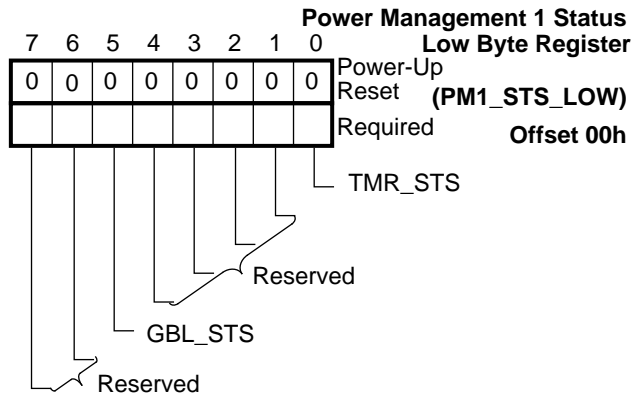 Power Management 1 Status
Low Byte Register
(PM1_STS_LOW)
Offset 00h
7 6 5 4 3 2 1 0
0 0 0 0 0 0 0 0
Power-Up
Reset
Required
TMR_STS
Reserved
GBL_STS
Reserved